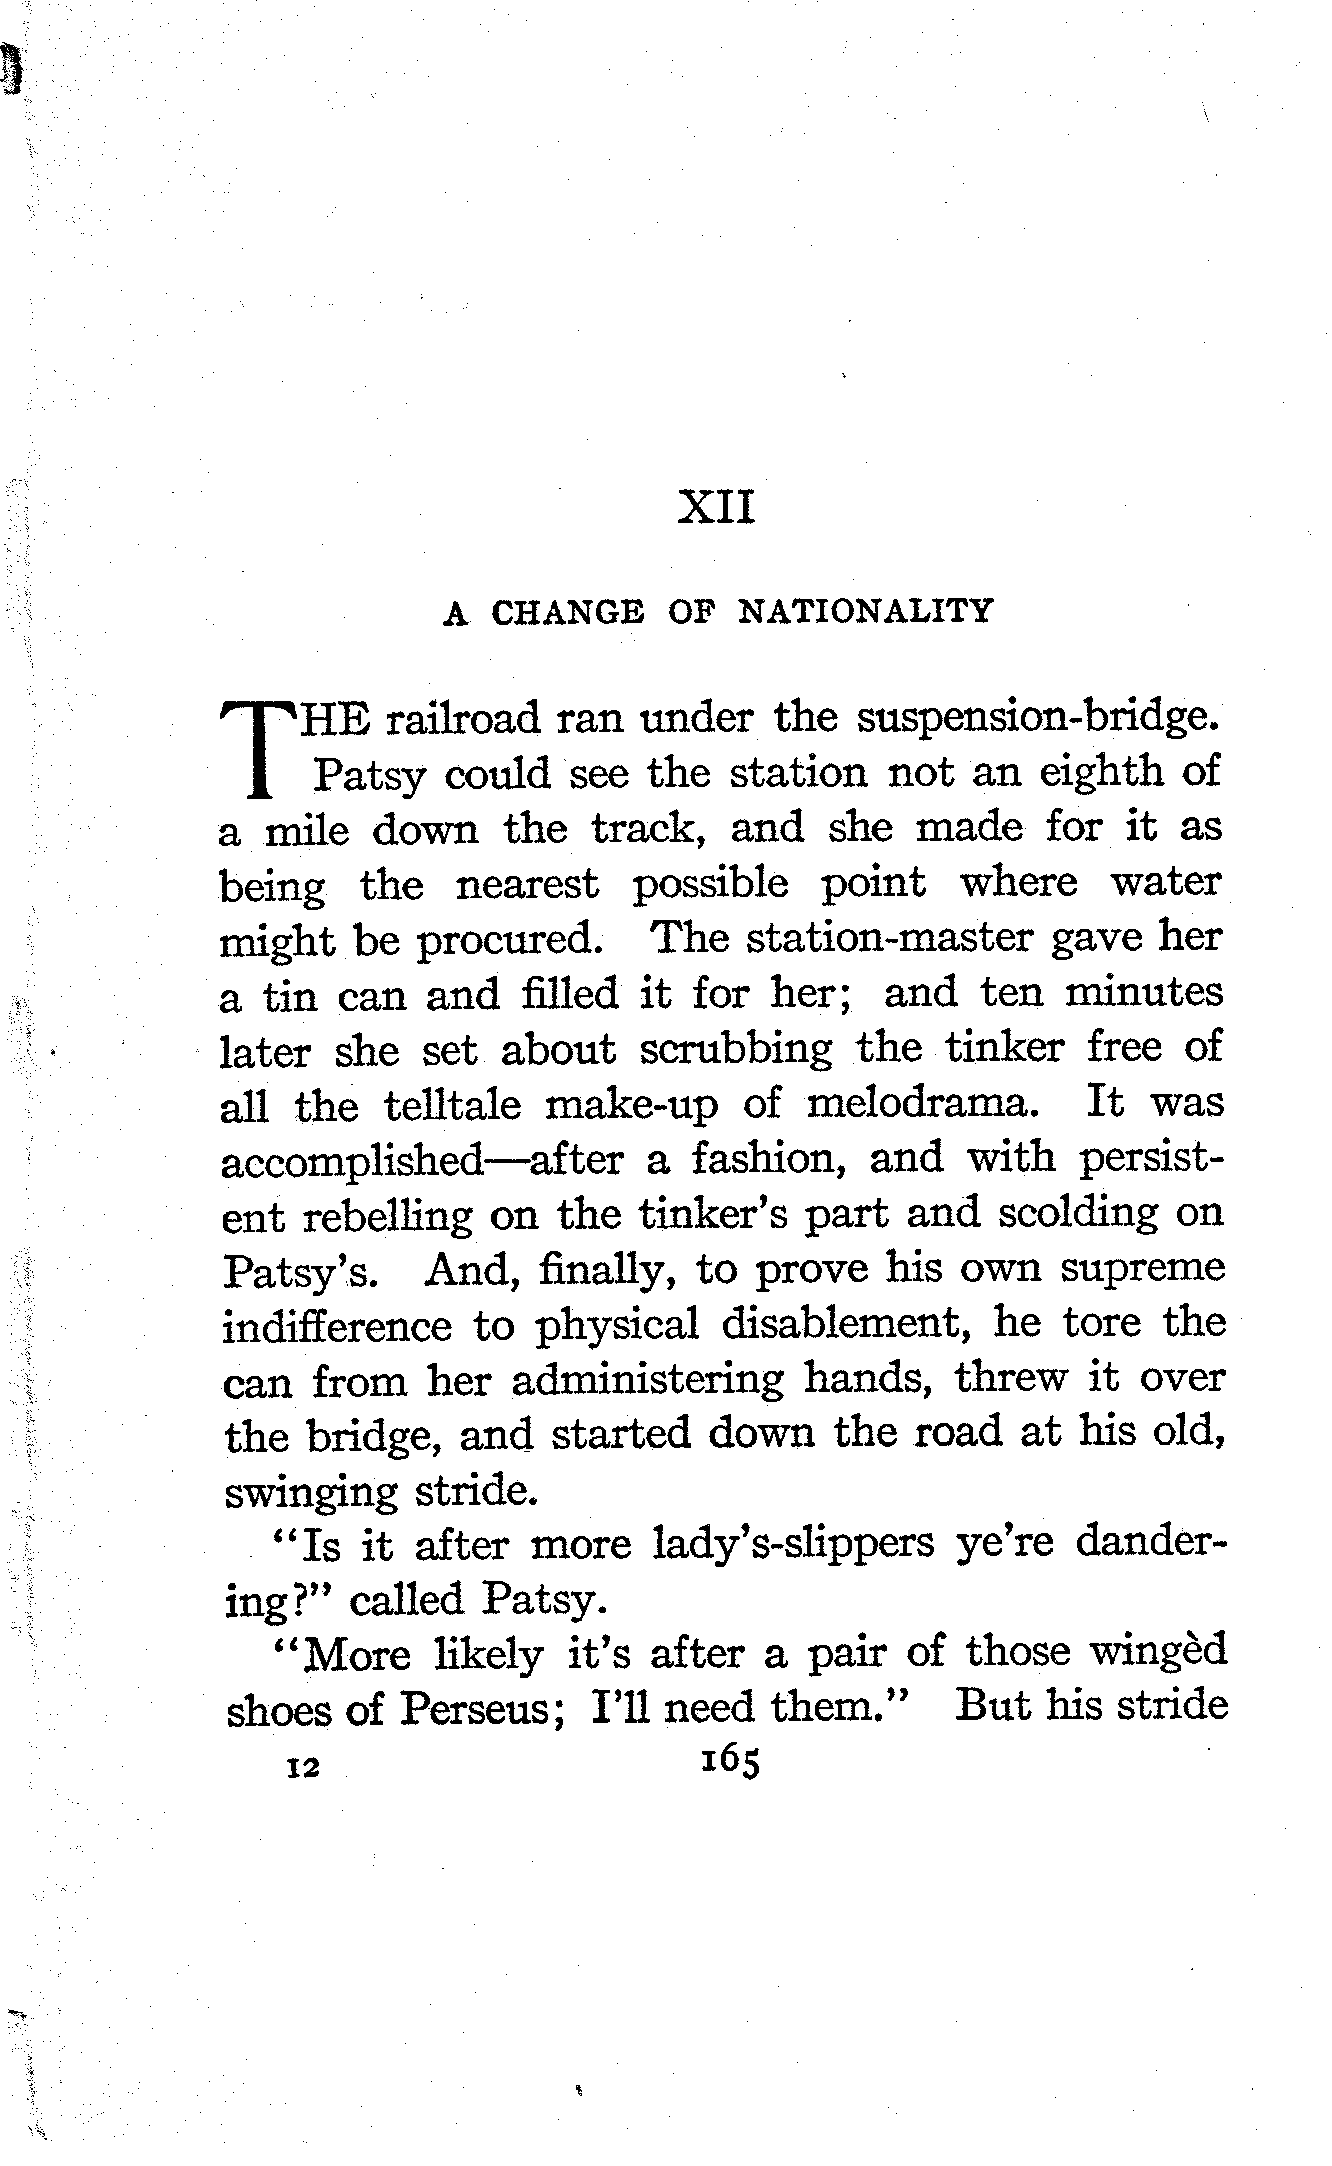 XII
A CHANGE OF NATIONALITY
THE railroad ran under the suspension-bridge.
Patsy could see the station not an eighth of
a mile down the track, and she made for it as
being the nearest possible point where water
might be procured. The station-master gave her
a tin can and filled it for her; and ten minutes
later she set about scrubbing the tinker free of
all the telltale make-up of melodrama. It was
accomplished—after a fashion, and with persist-
ent rebelling on the tinker's part and scolding on
Patsy's. And, finally, to prove his own supreme
indifference to physical disablement, he tore the
can from her administering hands, threw it over
the bridge, and started down the road at his old,
swinging stride.
"Is it after more lady's-slippers ye're dander-
ing?" called Patsy.
"More likely it's after a pair of those wingèd
shoes of Perseus; I'll need them." But his stride
12 165